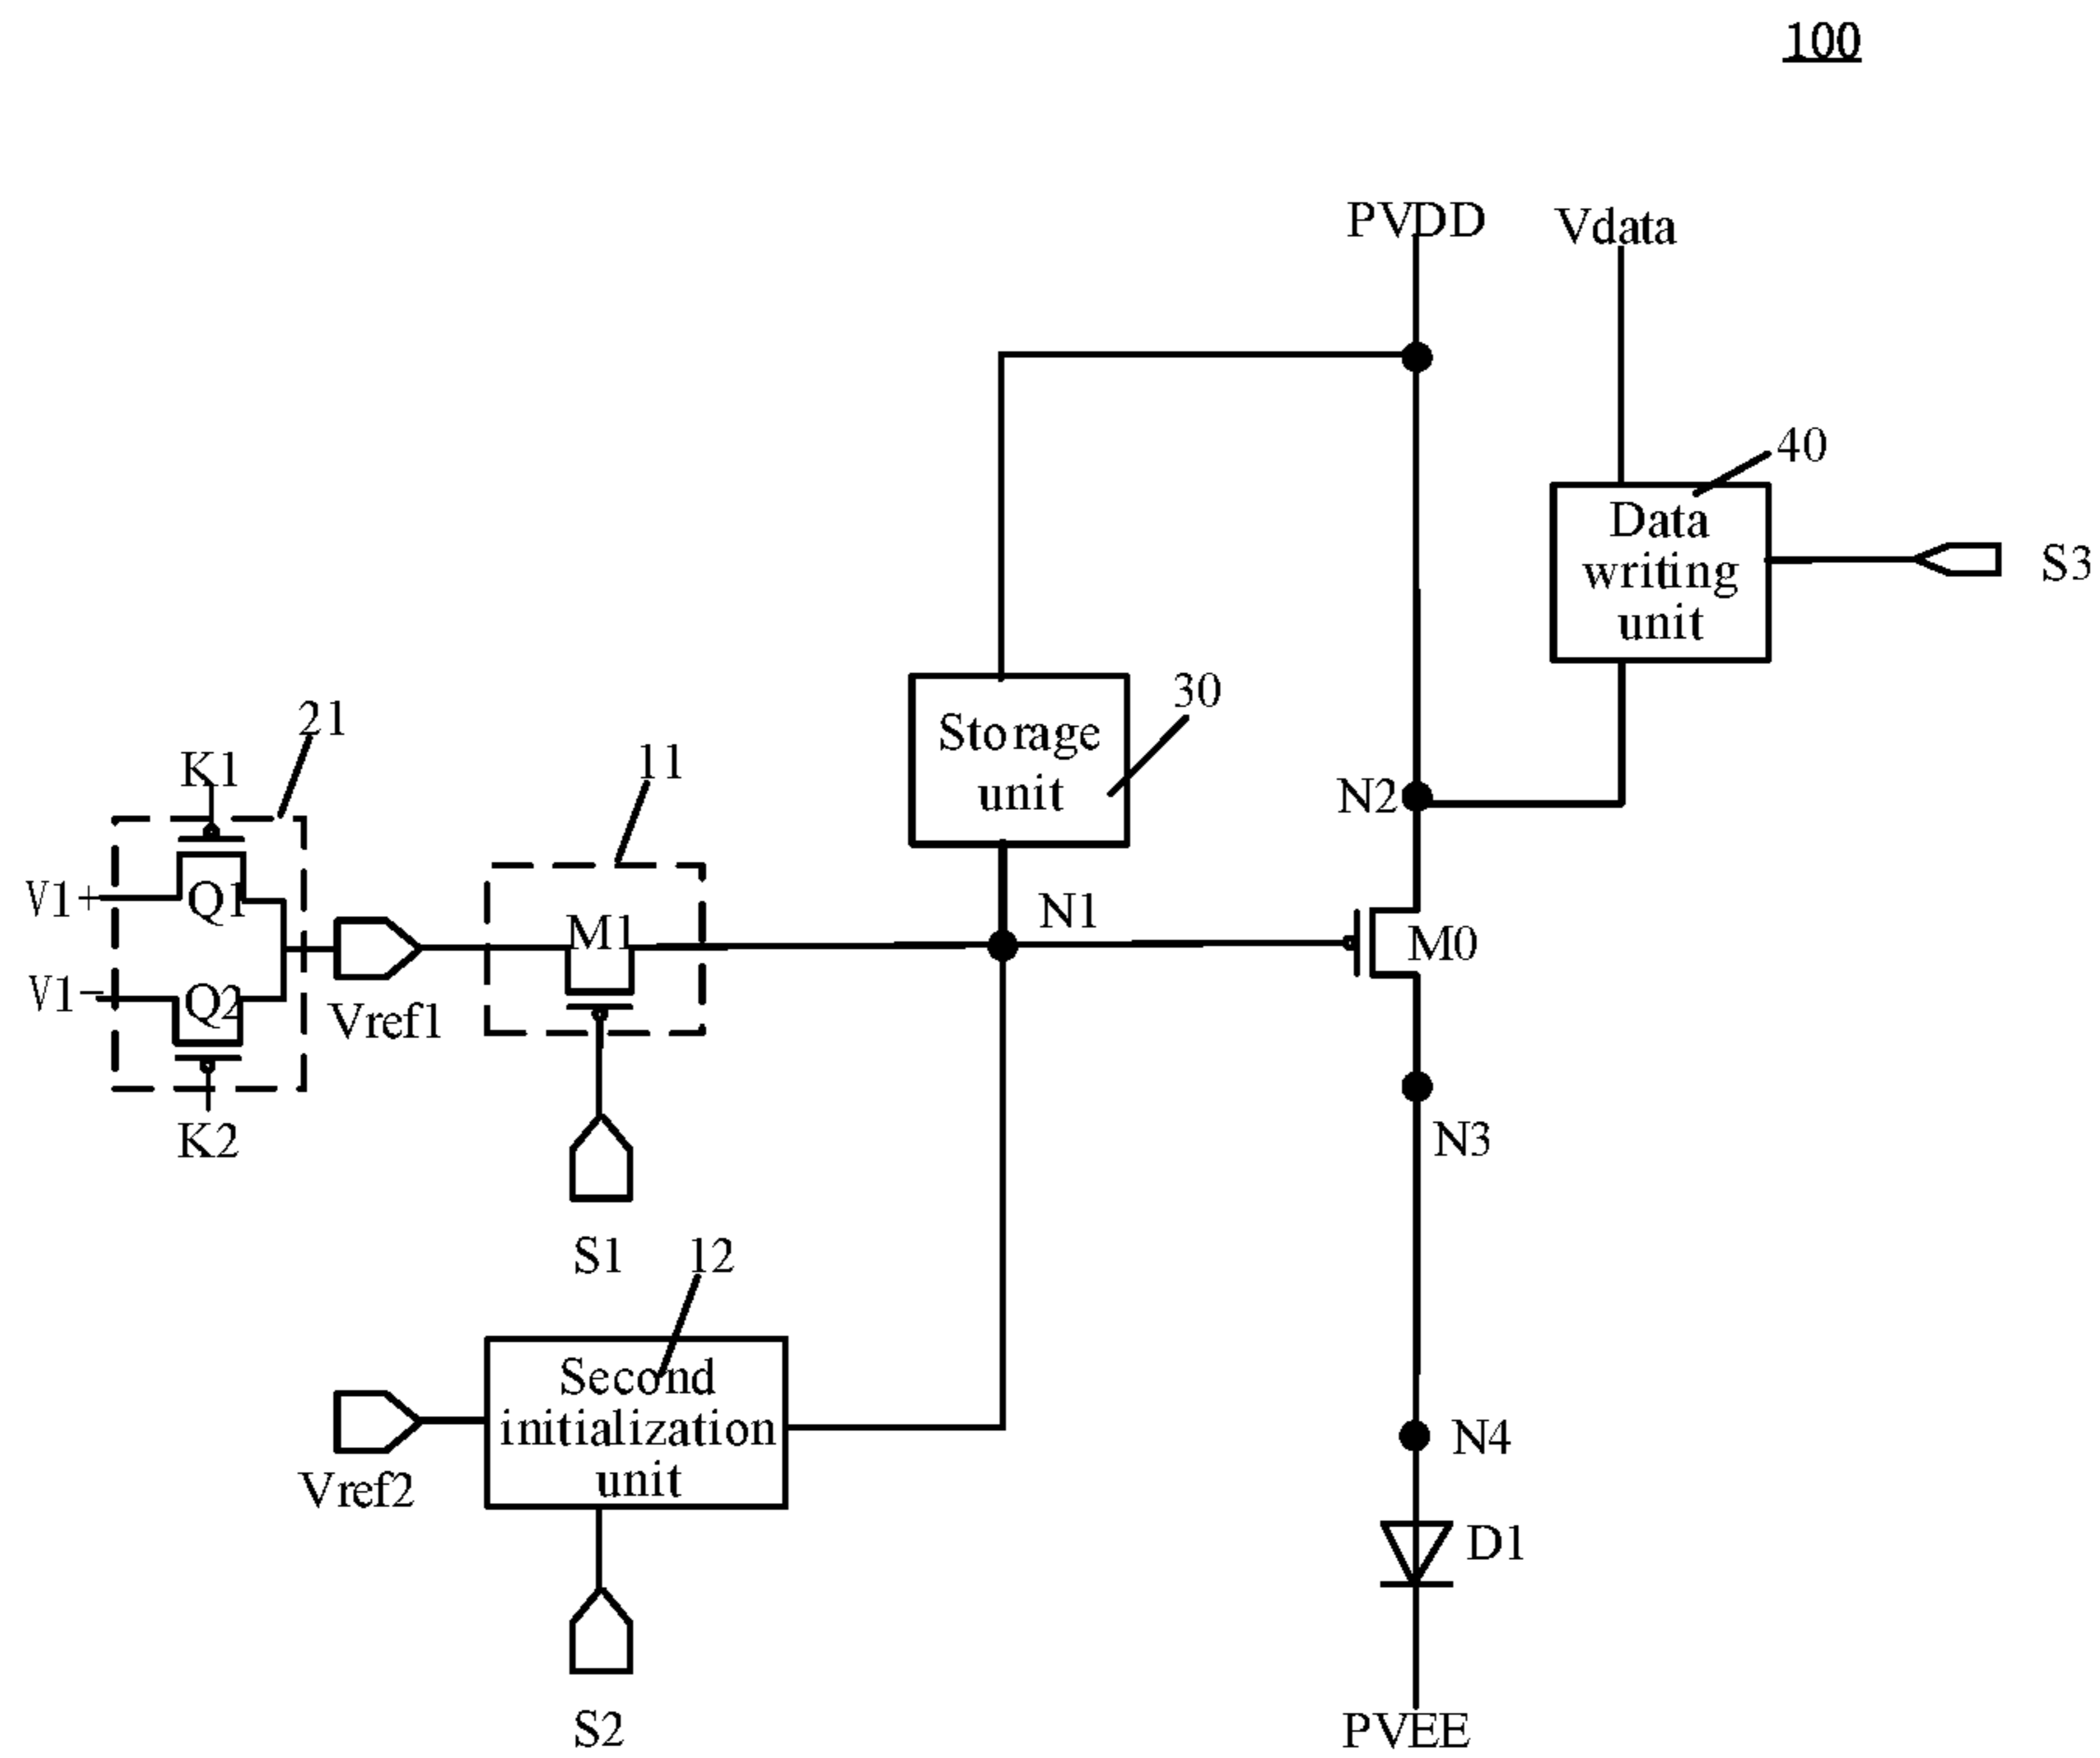 100
PVDD
Vdata
40
Data
writing
unit
S3
30
Storage
unit
21
K1
11
N2
V1+
Q1
M1
N1
M0
V1-
Q2
Vref1
K2
N3
S1
12
Second
initialization
unit
N4
Vref2
D1
S2
PVEE